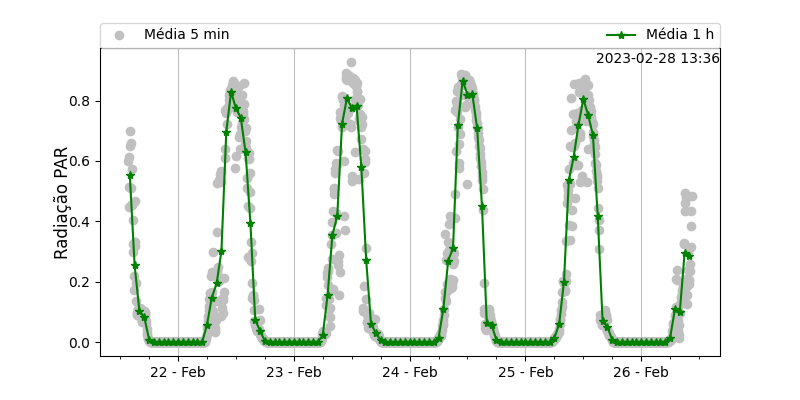 Média 5 min
Média 1 h
2023-02-28 13:36
Radiação PAR
0.8
0.6
0.4
0.2
0.0
22 - Feb
23 - Feb
24 - Feb
25 - Feb
26 - Feb